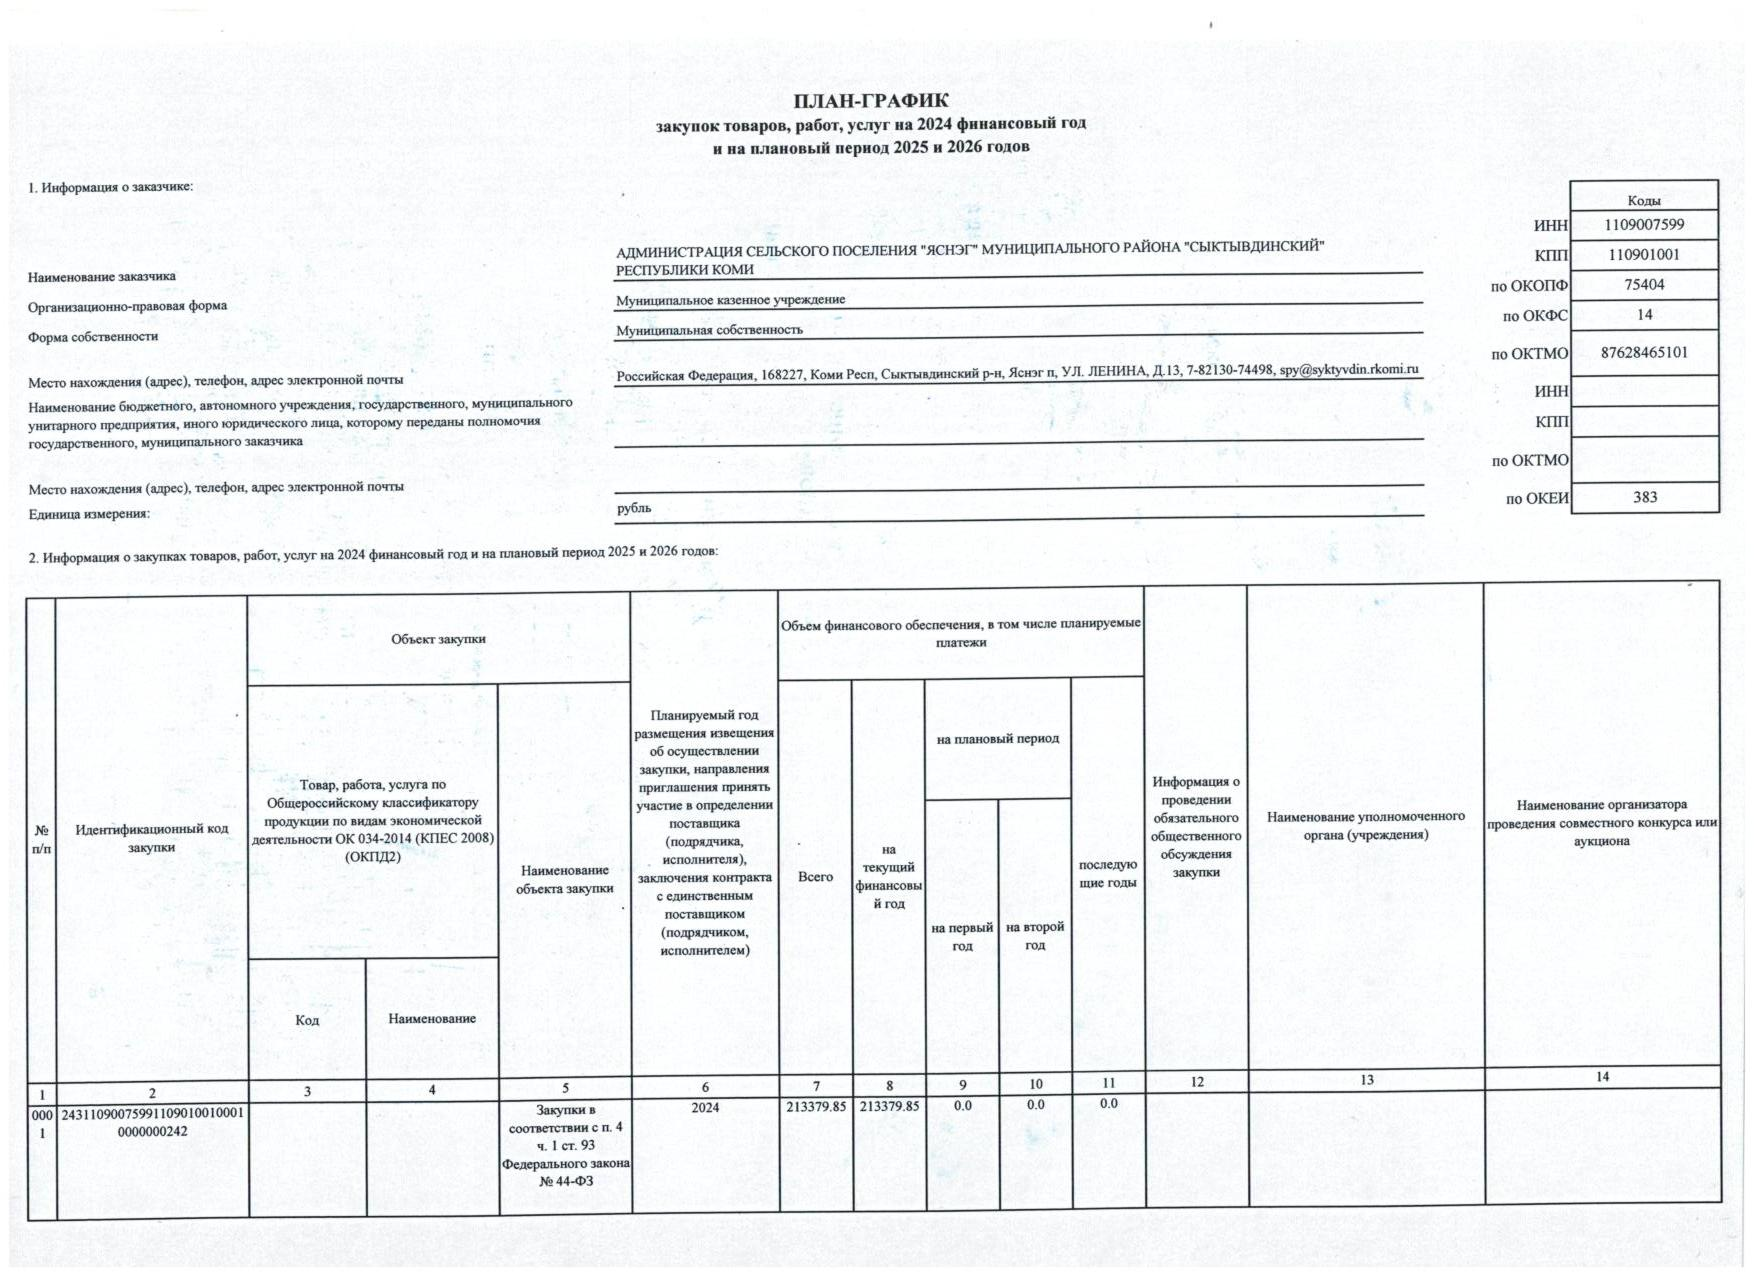 ПЛАН-ГРАФИК
закупок товаров, работ, услуг на 2024 финансовый год
и на плановый период 2025 и 2026 годов
1. Информация о заказчике:
Коды
ИНН 1109007599
АДМИНИСТРАЦИЯ СЕЛЬСКОГО ПОСЕЛЕНИЯ "ЯСНЭГ" МУНИЦИПАЛЬНОГО РАЙОНА "СЫКТЫВДИНСКИЙ"
Наименование заказчика РЕСПУБЛИКИ КОМИ КПП 110901001
Организационно-правовая форма Муниципальное казенное учреждение по ОКОПФ 75404
Форма собственности Муниципальная собственность по ОКФС 14
по ОКТМО 87628465101
Место нахождения (адрес), телефон, адрес электронной почты Российская Федерация, 168227, Коми Респ, Сыктывдинский р-н, Яснэг п, УЛ. ЛЕНИНА, Д.13, 7-82130-74498, spy@syktyvdin.rkomi.ru
ИНН
Наименование бюджетного, автономного учреждения, государственного, муниципального
унитарного предприятия, иного юридического лица, которому переданы полномочия КПП
государственного, муниципального заказчика
по ОКТМО
Место нахождения (адрес), телефон, адрес электронной почты
Единица измерения: рубль по ОКЕИ 383
2. Информация о закупках товаров, работ, услуг на 2024 финансовый год и на плановый период 2025 и 2026 годов:
№
п/п
Идентификационный код
закупки
Объект закупки
Товар, работа, услуга по
Общероссийскому классификатору
продукции по видам экономической
деятельности ОК 034-2014 (КПЕС 2008)
(ОКПД2)
Код
Наименование
Наименование
объекта закупки
Планируемый год
размещения извещения
об осуществлении
закупки, направления
приглашения принять
участие в определении
поставщика
(подрядчика,
исполнителя),
заключения контракта
с единственным
поставщиком
(подрядчиком,
исполнителем)
Объем финансового обеспечения, в том числе планируемые
платежи
Всего
на
текущий
финансовы
й год
на плановый период
на первый
год
на второй
год
последую
щие годы
Информация о
проведении
обязательного
общественного
обсуждения
закупки
Наименование уполномоченного
органа (учреждения)
Наименование организатора
проведения совместного конкурса или
аукциона
1 2 3 4 5 6 7 8 9 10 11 12 13 14
000
1
2431109007599110901001​0001
0000000242
Закупки в
соответствии с п. 4
ч. 1 ст. 93
Федерального закона
№ 44-ФЗ
2024
213379.85
213379.85
0.0
0.0
0.0